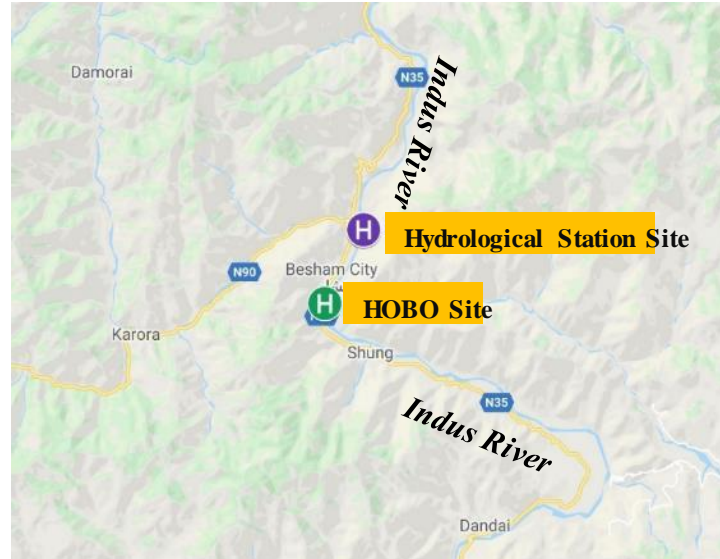 Damorai
N35
Indus River
H
Hydrological Station Site
N90
Besham City
H
HOBO Site
Karora
Shung
N35
Indus River
Dandai